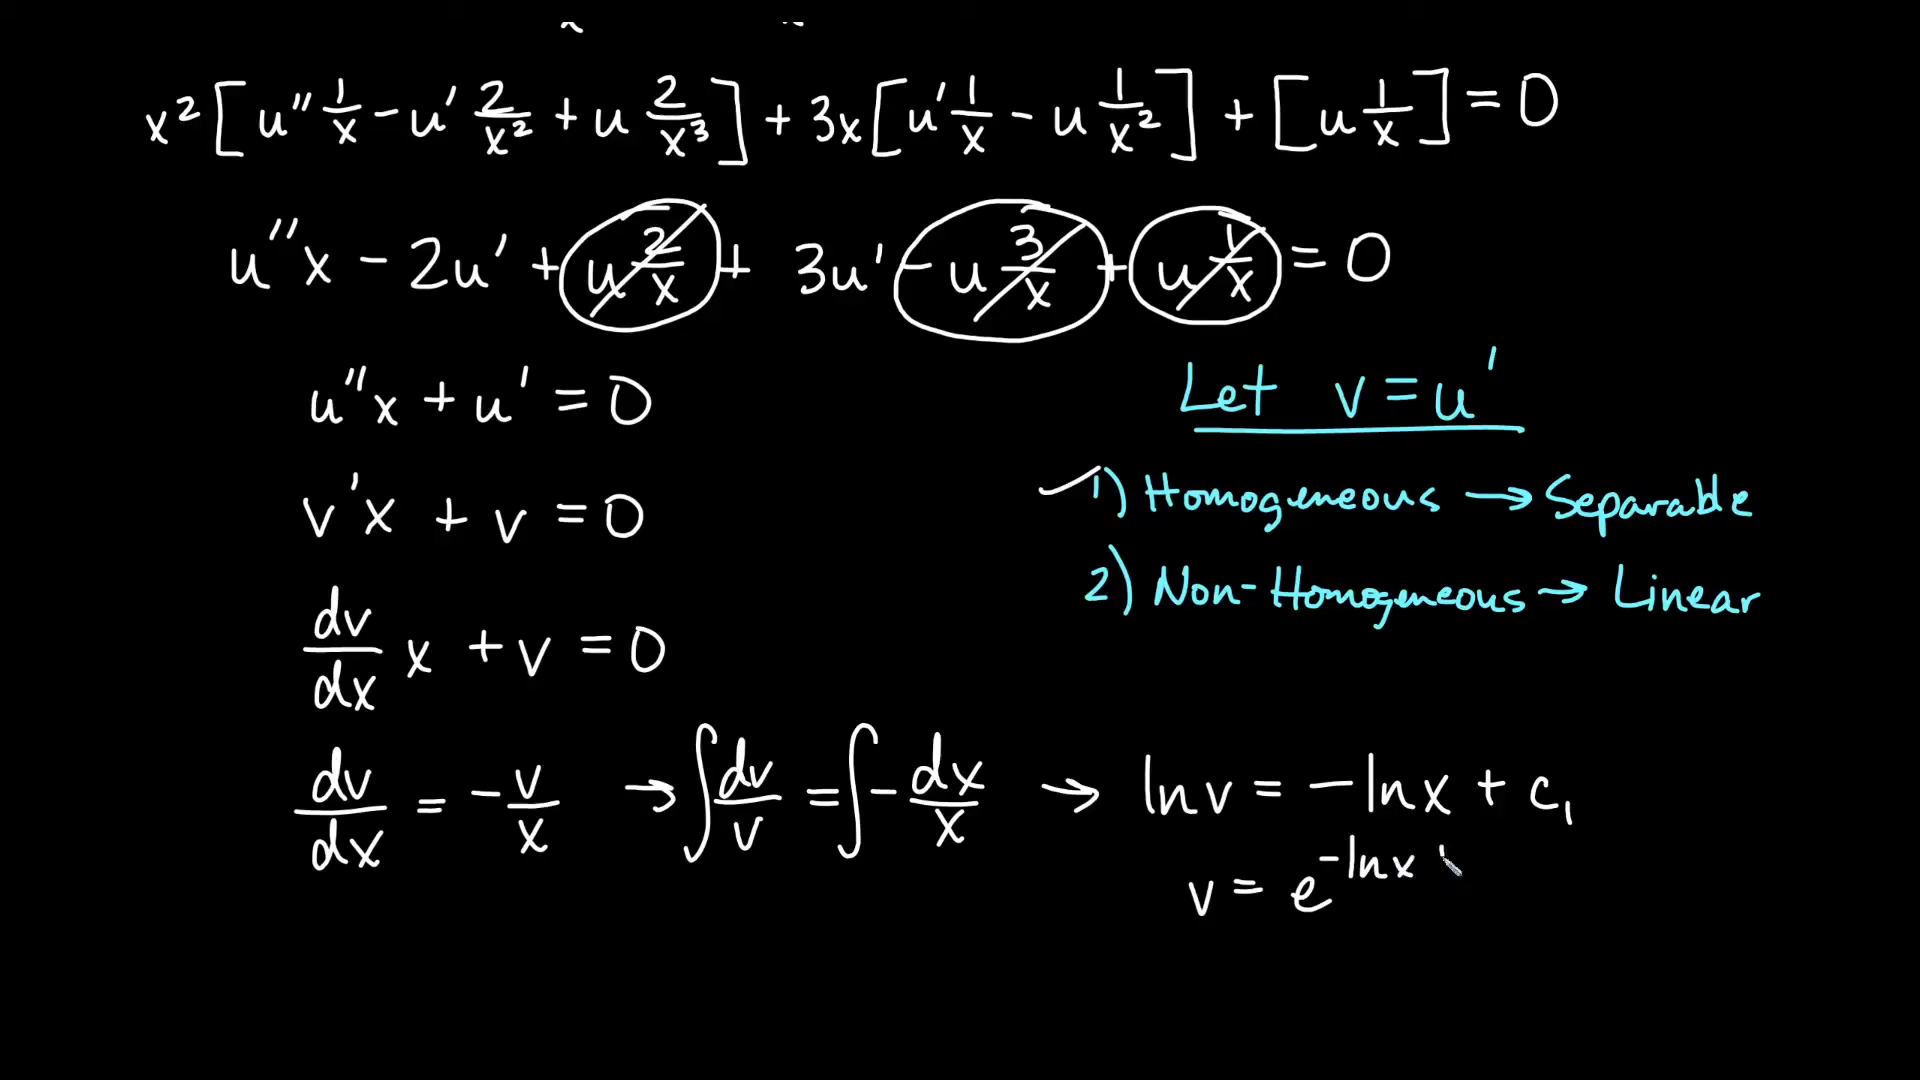 x² [ u'' 1/x - u' 2/x² + u 2/x³ ] + 3x [ u' 1/x - u 1/x² ] + [ u 1/x ] = 0
u''x - 2u' + u 2/x + 3u' - u 3/x + u 1/x = 0
u''x + u' = 0
Let v = u'
v'x + v = 0
1) Homogeneous → Separable
2) Non-Homogeneous → Linear
dv/dx x + v = 0
dv/dx = - v/x → ∫ dv/v = ∫ - dx/x → ln v = - ln x + c₁
v = e^(-ln x